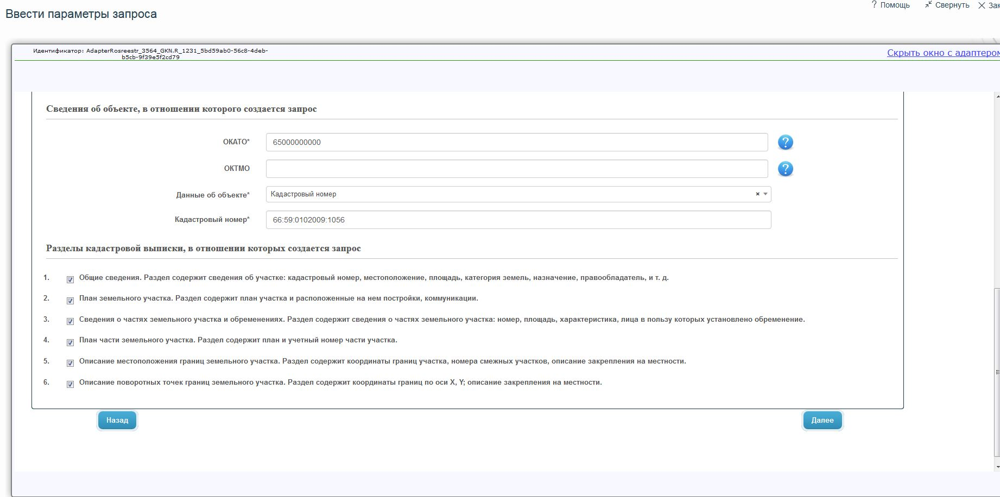 ? Помощь Свернуть Зак
Ввести параметры запроса
Идентификатор: AdapterRosreestr_3564_GKN.R_1231_5bd59ab0-56c8-4deb-
b5cb-9f39e5f2cd79
Скрыть окно с адаптером
Сведения об объекте, в отношении которого создается запрос
ОКАТО* 65000000000 ?
ОКТМО ?
Данные об объекте* Кадастровый номер
Кадастровый номер* 66:59:0102009:1056
Разделы кадастровой выписки, в отношении которых создается запрос
1. Общие сведения. Раздел содержит сведения об участке: кадастровый номер, местоположение, площадь, категория земель, назначение, правообладатель, и т. д.
2. План земельного участка. Раздел содержит план участка и расположенные на нем постройки, коммуникации.
3. Сведения о частях земельного участка и обременениях. Раздел содержит сведения о частях земельного участка: номер, площадь, характеристика, лица в пользу которых установлено обременение.
4. План части земельного участка. Раздел содержит план и учетный номер части участка.
5. Описание местоположения границ земельного участка. Раздел содержит координаты границ участка, номера смежных участков, описание закрепления на местности.
6. Описание поворотных точек границ земельного участка. Раздел содержит координаты границ по оси X, Y; описание закрепления на местности.
Назад Далее